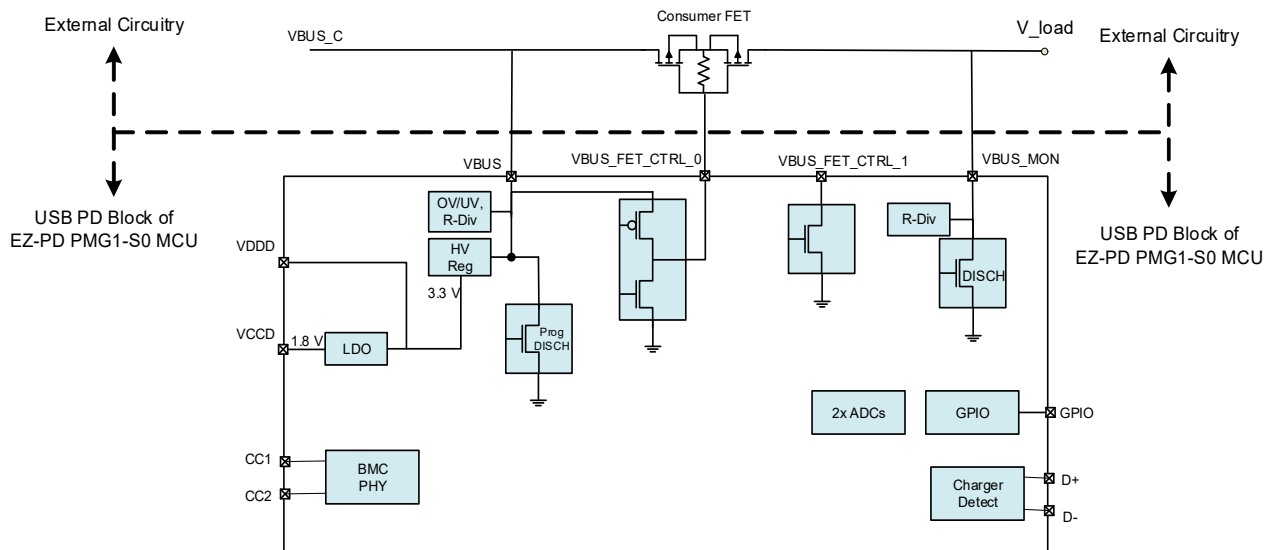 Consumer FET
External Circuitry
VBUS_C
V_load
External Circuitry
VBUS
VBUS_FET_CTRL_0
VBUS_FET_CTRL_1
VBUS_MON
USB PD Block of
EZ-PD PMG1-S0 MCU
USB PD Block of
EZ-PD PMG1-S0 MCU
OV/UV,
R-Div
R-Div
VDDD
HV
Reg
DISCH
3.3 V
VCCD
1.8 V
LDO
Prog
DISCH
2x ADCs
GPIO
GPIO
CC1
CC2
BMC
PHY
Charger
Detect
D+
D-